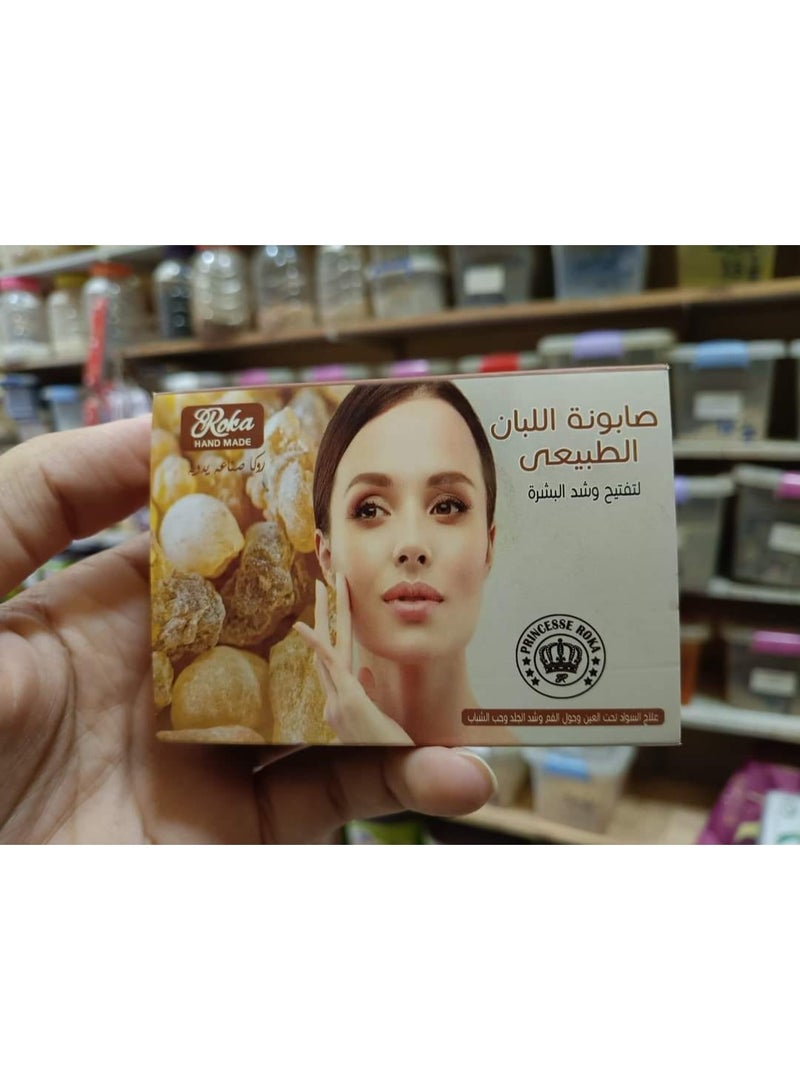 Roka
HAND MADE
روكا صناعه يدوية
صابونة اللبان
الطبيعى
لتفتيح وشد البشرة
PRINCESSE ROKA
علاج السواد تحت العين وحول الفم وشد الجلد وحب الشباب